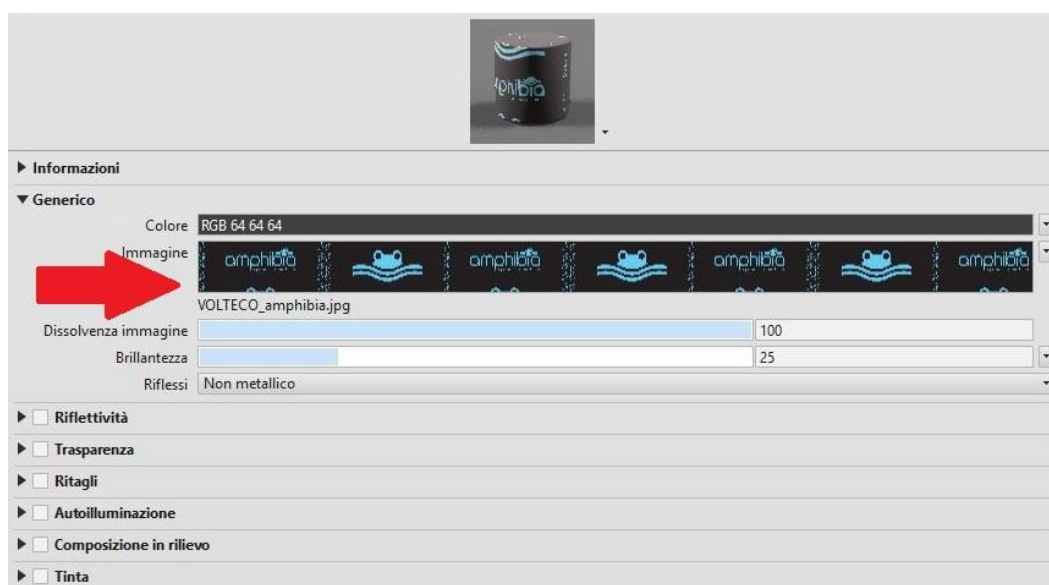 phibia
Informazioni
Generico
Colore RGB 64 64 64
Immagine amphibia amphibia amphibia amphibia
VOLTECO_amphibia.jpg
Dissolvenza immagine 100
Brillantezza 25
Riflessi Non metallico
Riflettività
Trasparenza
Ritagli
Autoilluminazione
Composizione in rilievo
Tinta